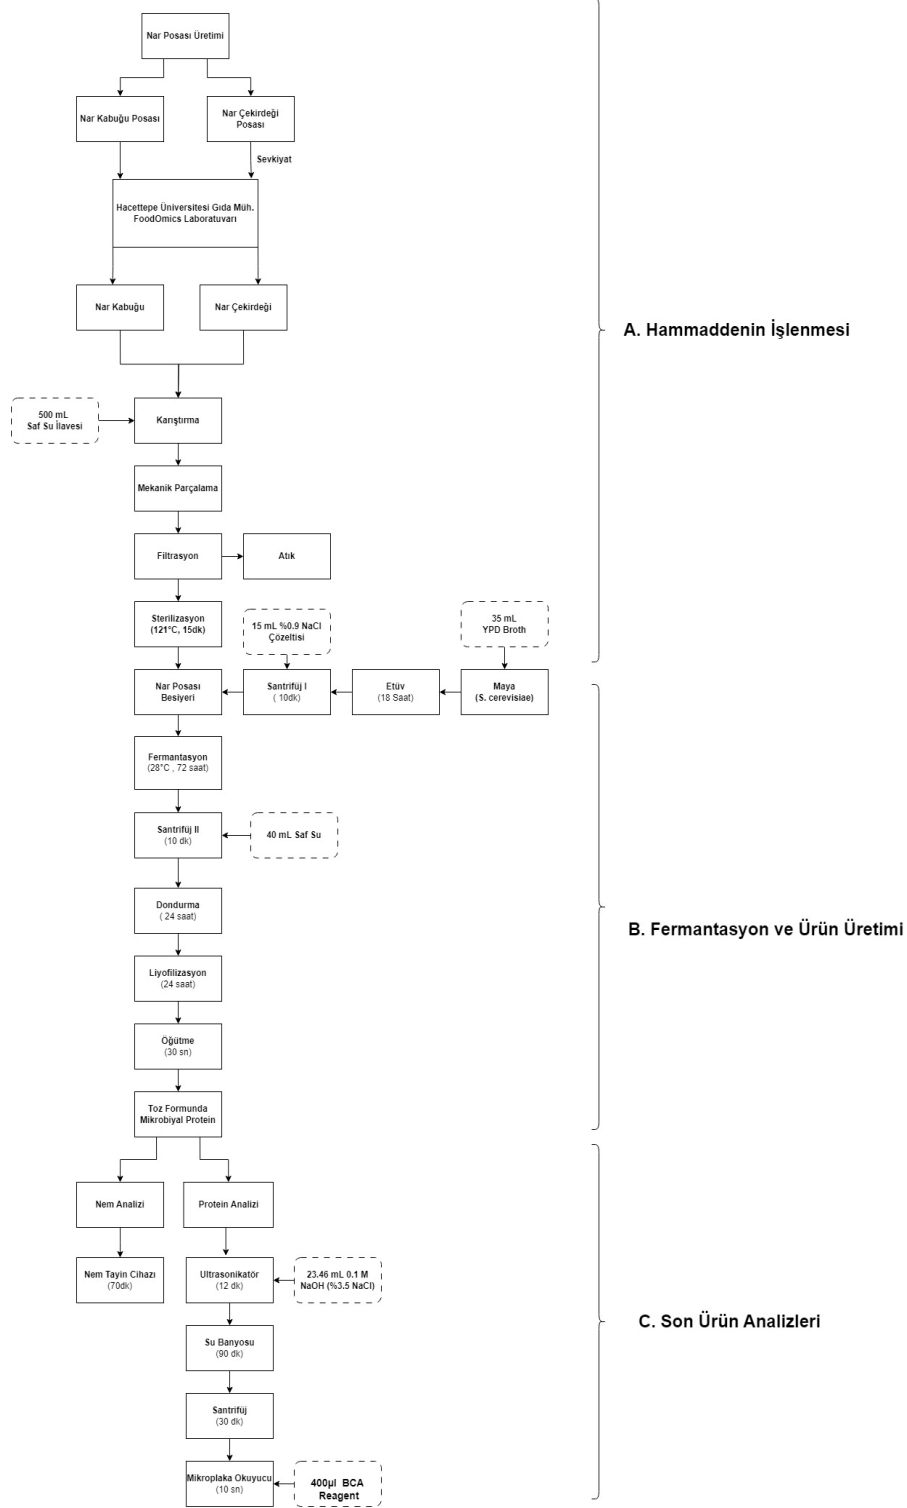 Nar Posası Üretimi
Nar Kabuğu Posası
Nar Çekirdeği
Posası
Sevkiyat
Hacettepe Üniversitesi Gıda Müh.
FoodOmics Laboratuvarı
Nar Kabuğu
Nar Çekirdeği
A. Hammaddenin İşlenmesi
500 mL
Saf Su İlavesi
Karıştırma
Mekanik Parçalama
Filtrasyon
Atık
Sterilizasyon
(121°C, 15dk)
15 mL %0.9 NaCl
Çözeltisi
35 mL
YPD Broth
Nar Posası
Besiyeri
Santrifüj I
( 10dk)
Etüv
(18 Saat)
Maya
(S. cerevisiae)
Fermantasyon
(28°C , 72 saat)
Santrifüj II
(10 dk)
40 mL Saf Su
Dondurma
( 24 saat)
B. Fermantasyon ve Ürün Üretimi
Liyofilizasyon
(24 saat)
Öğütme
(30 sn)
Toz Formunda
Mikrobiyal Protein
Nem Analizi
Protein Analizi
Nem Tayin Cihazı
(70dk)
Ultrasonikatör
(12 dk)
23.46 mL 0.1 M
NaOH (%3.5 NaCl)
C. Son Ürün Analizleri
Su Banyosu
(90 dk)
Santrifüj
(30 dk)
Mikroplaka Okuyucu
(10 sn)
400µl BCA
Reagent